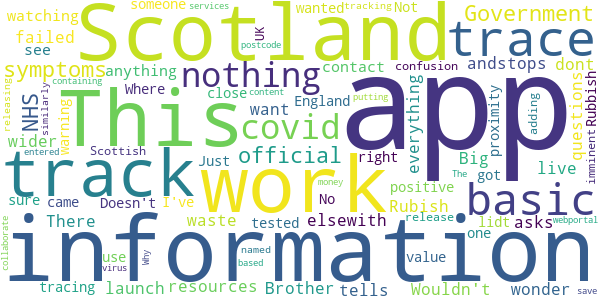 watching someone wanted Not UK tracking services postcode Government
failed Scotland trace see
symptoms anything nothing contact confusion andstops dont
releasing NHS similarly containing Where close want England Big proximity adding questions imminent Rubbish
warning This covid everything app
wider Scottish official right live
entered Just
track work No positive got The release basic putting
sure came Doesn't I've Rubish elsewith lidt asks
There waste tested money content one webportal
collaborate information
use Why named value
tracing virus launch resources based Brother tells Wouldn't wonder save